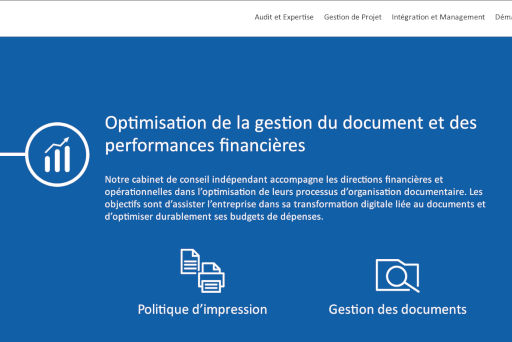 Audit et Expertise Gestion de Projet Intégration et Management
Optimisation de la gestion du document et des
performances financières
Notre cabinet de conseil indépendant accompagne les directions financières et
opérationnelles dans l'optimisation de leurs processus d'organisation documentaire. Les
objectifs sont d'assister l'entreprise dans sa transformation digitale liée au documents et
d'optimiser durablement ses budgets de dépenses.
Politique d'impression Gestion des documents